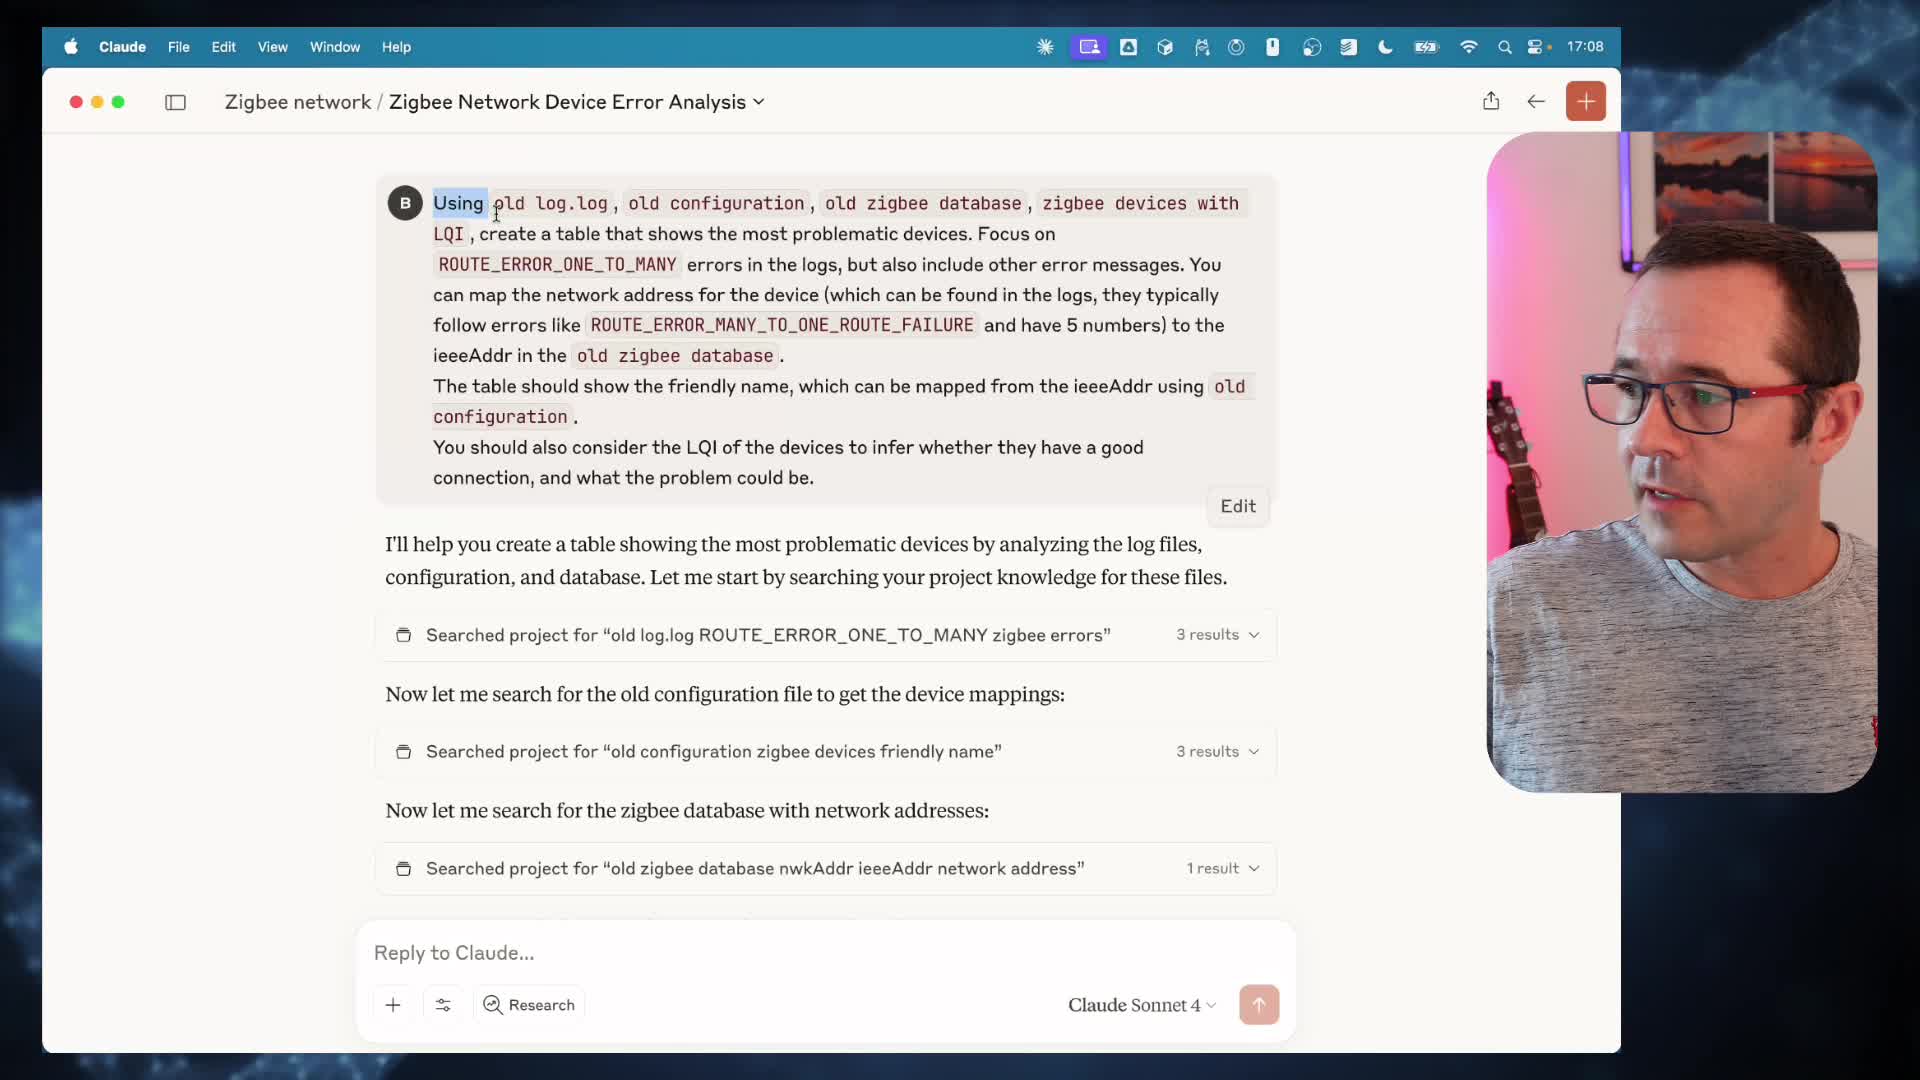 Claude File Edit View Window Help 17:08
Zigbee network / Zigbee Network Device Error Analysis
B
Using old log.log, old configuration, old zigbee database, zigbee devices with
LQI, create a table that shows the most problematic devices. Focus on
ROUTE_ERROR_ONE_TO_MANY errors in the logs, but also include other error messages. You
can map the network address for the device (which can be found in the logs, they typically
follow errors like ROUTE_ERROR_MANY_TO_ONE_ROUTE_FAILURE and have 5 numbers) to the
ieeeAddr in the old zigbee database.
The table should show the friendly name, which can be mapped from the ieeeAddr using old
configuration.
You should also consider the LQI of the devices to infer whether they have a good
connection, and what the problem could be.
Edit
I'll help you create a table showing the most problematic devices by analyzing the log files,
configuration, and database. Let me start by searching your project knowledge for these files.
Searched project for “old log.log ROUTE_ERROR_ONE_TO_MANY zigbee errors” 3 results
Now let me search for the old configuration file to get the device mappings:
Searched project for “old configuration zigbee devices friendly name” 3 results
Now let me search for the zigbee database with network addresses:
Searched project for “old zigbee database nwkAddr ieeeAddr network address” 1 result
Reply to Claude...
Research Claude Sonnet 4